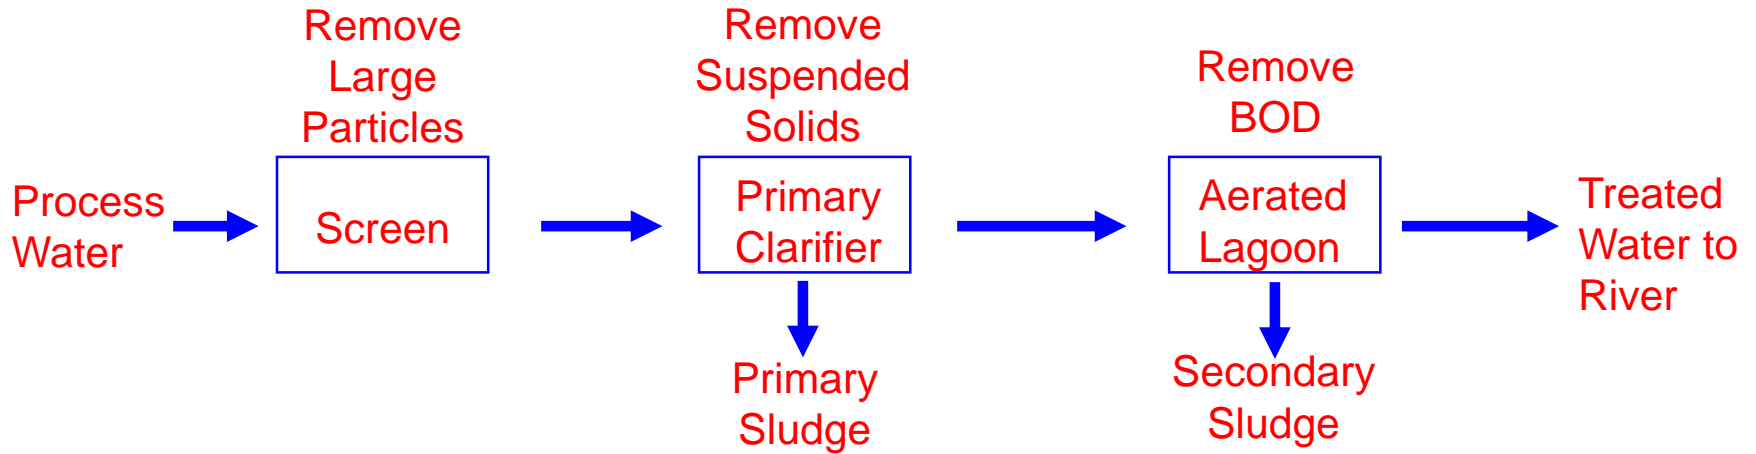 Process
Water
Remove
Large
Particles
Screen
Remove
Suspended
Solids
Primary
Clarifier
Primary
Sludge
Remove
BOD
Aerated
Lagoon
Secondary
Sludge
Treated
Water to
River